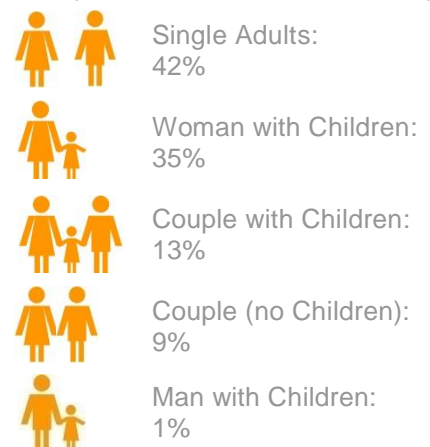 Single Adults:
42%
Woman with Children:
35%
Couple with Children:
13%
Couple (no Children):
9%
Man with Children:
1%